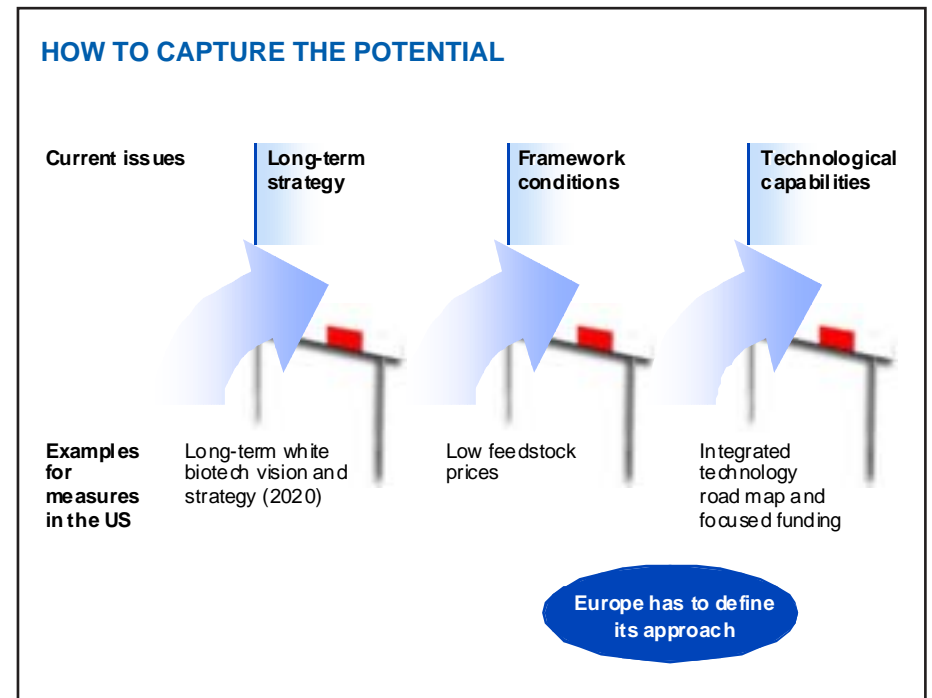 HOW TO CAPTURE THE POTENTIAL
Current issues
Long-term
strategy
Framework
conditions
Technological
capabilities
Examples
for
measures
in the US
Long-term white
biotech vision and
strategy (2020)
Low feedstock
prices
Integrated
technology
road map and
focused funding
Europe has to define
its approach